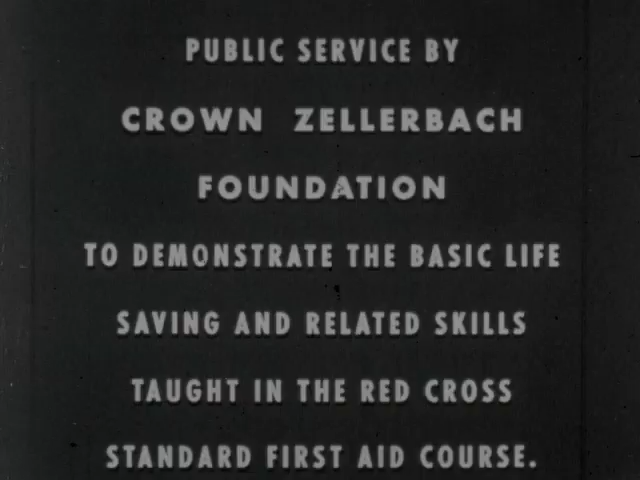 PUBLIC SERVICE BY
CROWN ZELLERBACH
FOUNDATION
TO DEMONSTRATE THE BASIC LIFE
SAVING AND RELATED SKILLS
TAUGHT IN THE RED CROSS
STANDARD FIRST AID COURSE.